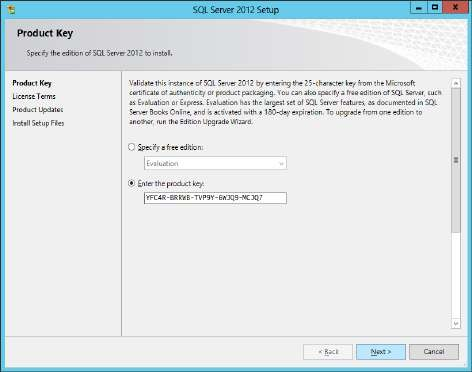 SQL Server 2012 Setup
Product Key
Specify the edition of SQL Server 2012 to install.
Product Key
License Terms
Product Updates
Install Setup Files
Validate this instance of SQL Server 2012 by entering the 25-character key from the Microsoft
certificate of authenticity or product packaging. You can also specify a free edition of SQL Server, such
as Evaluation or Express. Evaluation has the largest set of SQL Server features, as documented in SQL
Server Books Online, and is activated with a 180-day expiration. To upgrade from one edition to
another, run the Edition Upgrade Wizard.
Specify a free edition:
Evaluation
Enter the product key:
< Back
Next >
Cancel